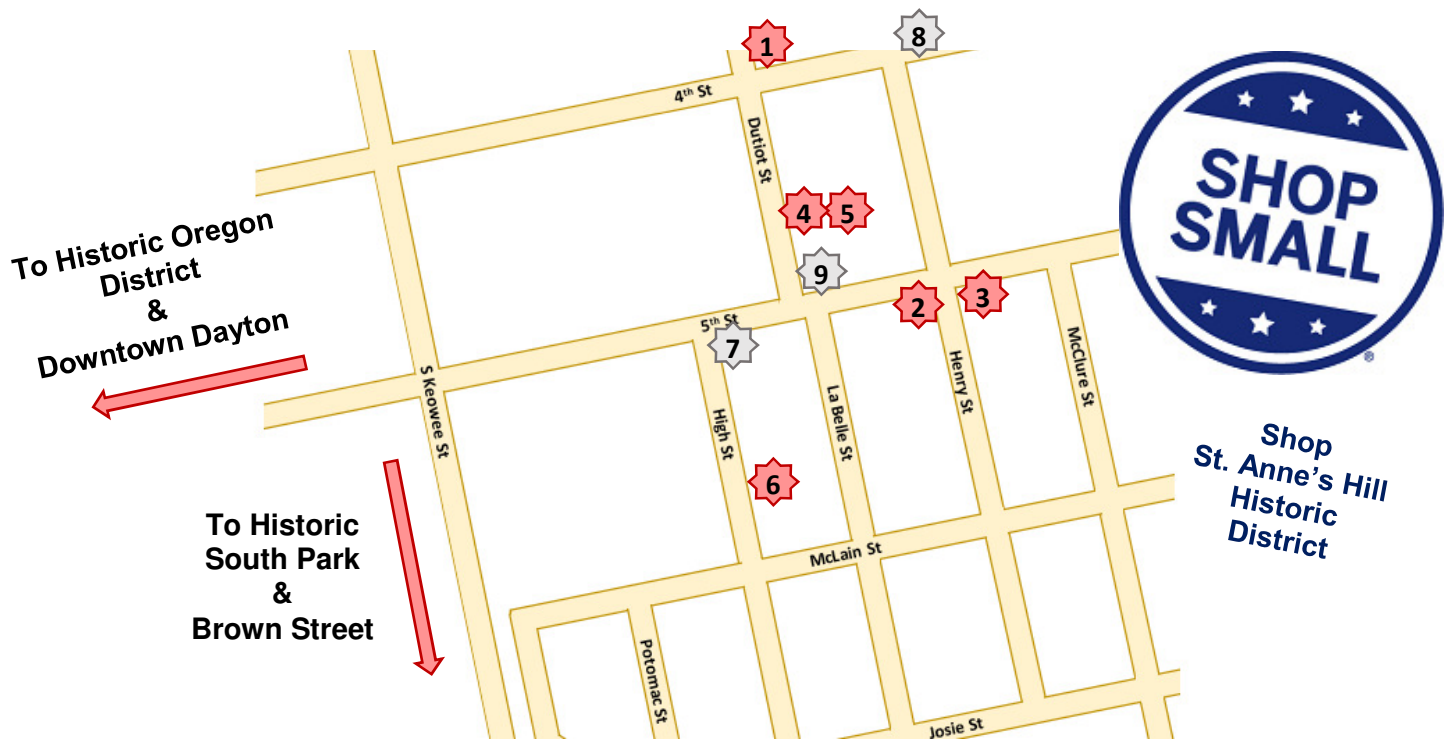 1
8
4th St
Dutiot St
4
5
9
2
3
5th St
7
S Keowee St
High St
La Belle St
Henry St
McClure St
6
McLain St
Potomac St
Josie St
To Historic Oregon
District
&
Downtown Dayton
To Historic
South Park
&
Brown Street
SHOP
SMALL
®
Shop
St. Anne's Hill
Historic
District